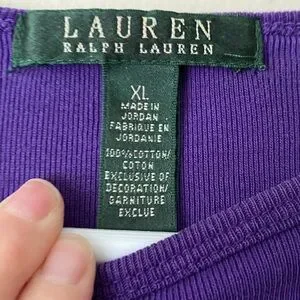 LAUREN
RALPH LAUREN
XL
MADE IN
JORDAN
FABRIQUE EN
JORDANIE
100% COTTON/
COTON
EXCLUSIVE OF
DECORATION/
GARNITURE
EXCLUE